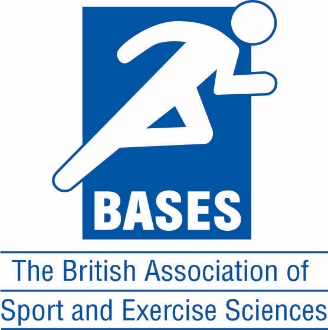 BASES
The British Association of
Sport and Exercise Sciences